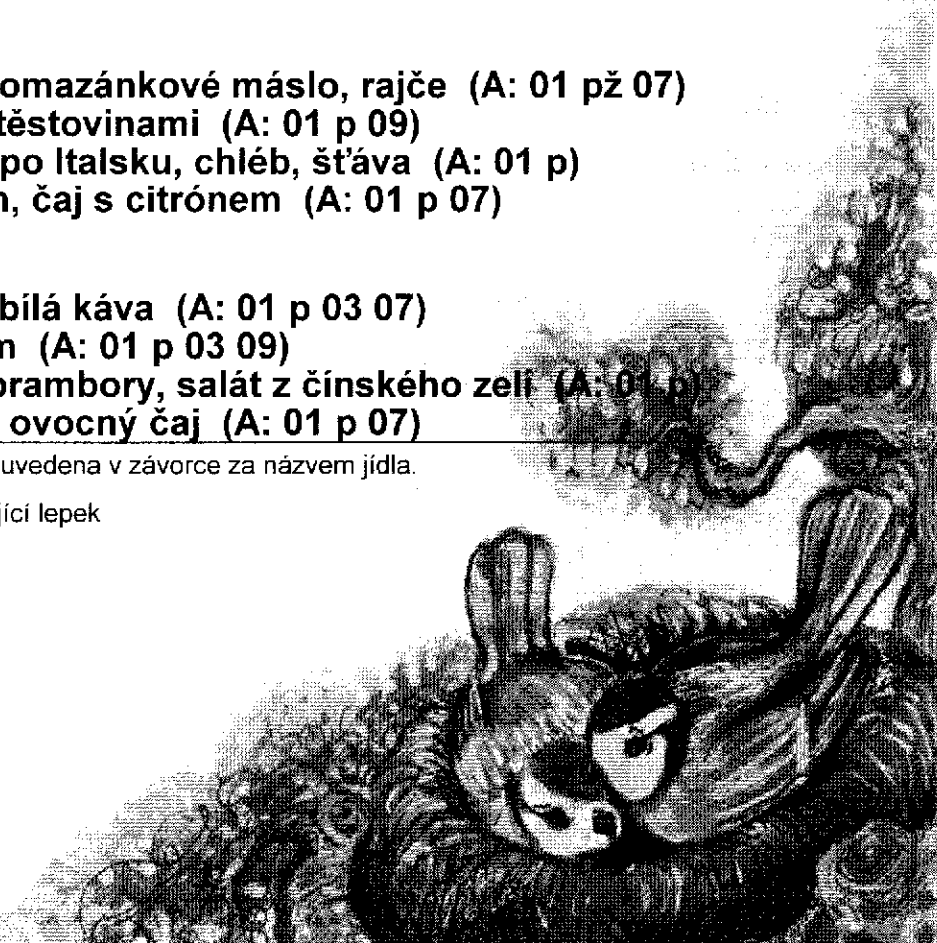 omazánkové máslo, rajče (A: 01 pž 07)
těstovinami (A: 01 p 09)
po Italsku, chléb, šťáva (A: 01 p)
, čaj s citrónem (A: 01 p 07)
bílá káva (A: 01 p 03 07)
(A: 01 p 03 09)
brambory, salát z čínského zelí (A: 01 p)
ovocný čaj (A: 01 p 07)
uvedena v závorce za názvem jídla.
jící lepek